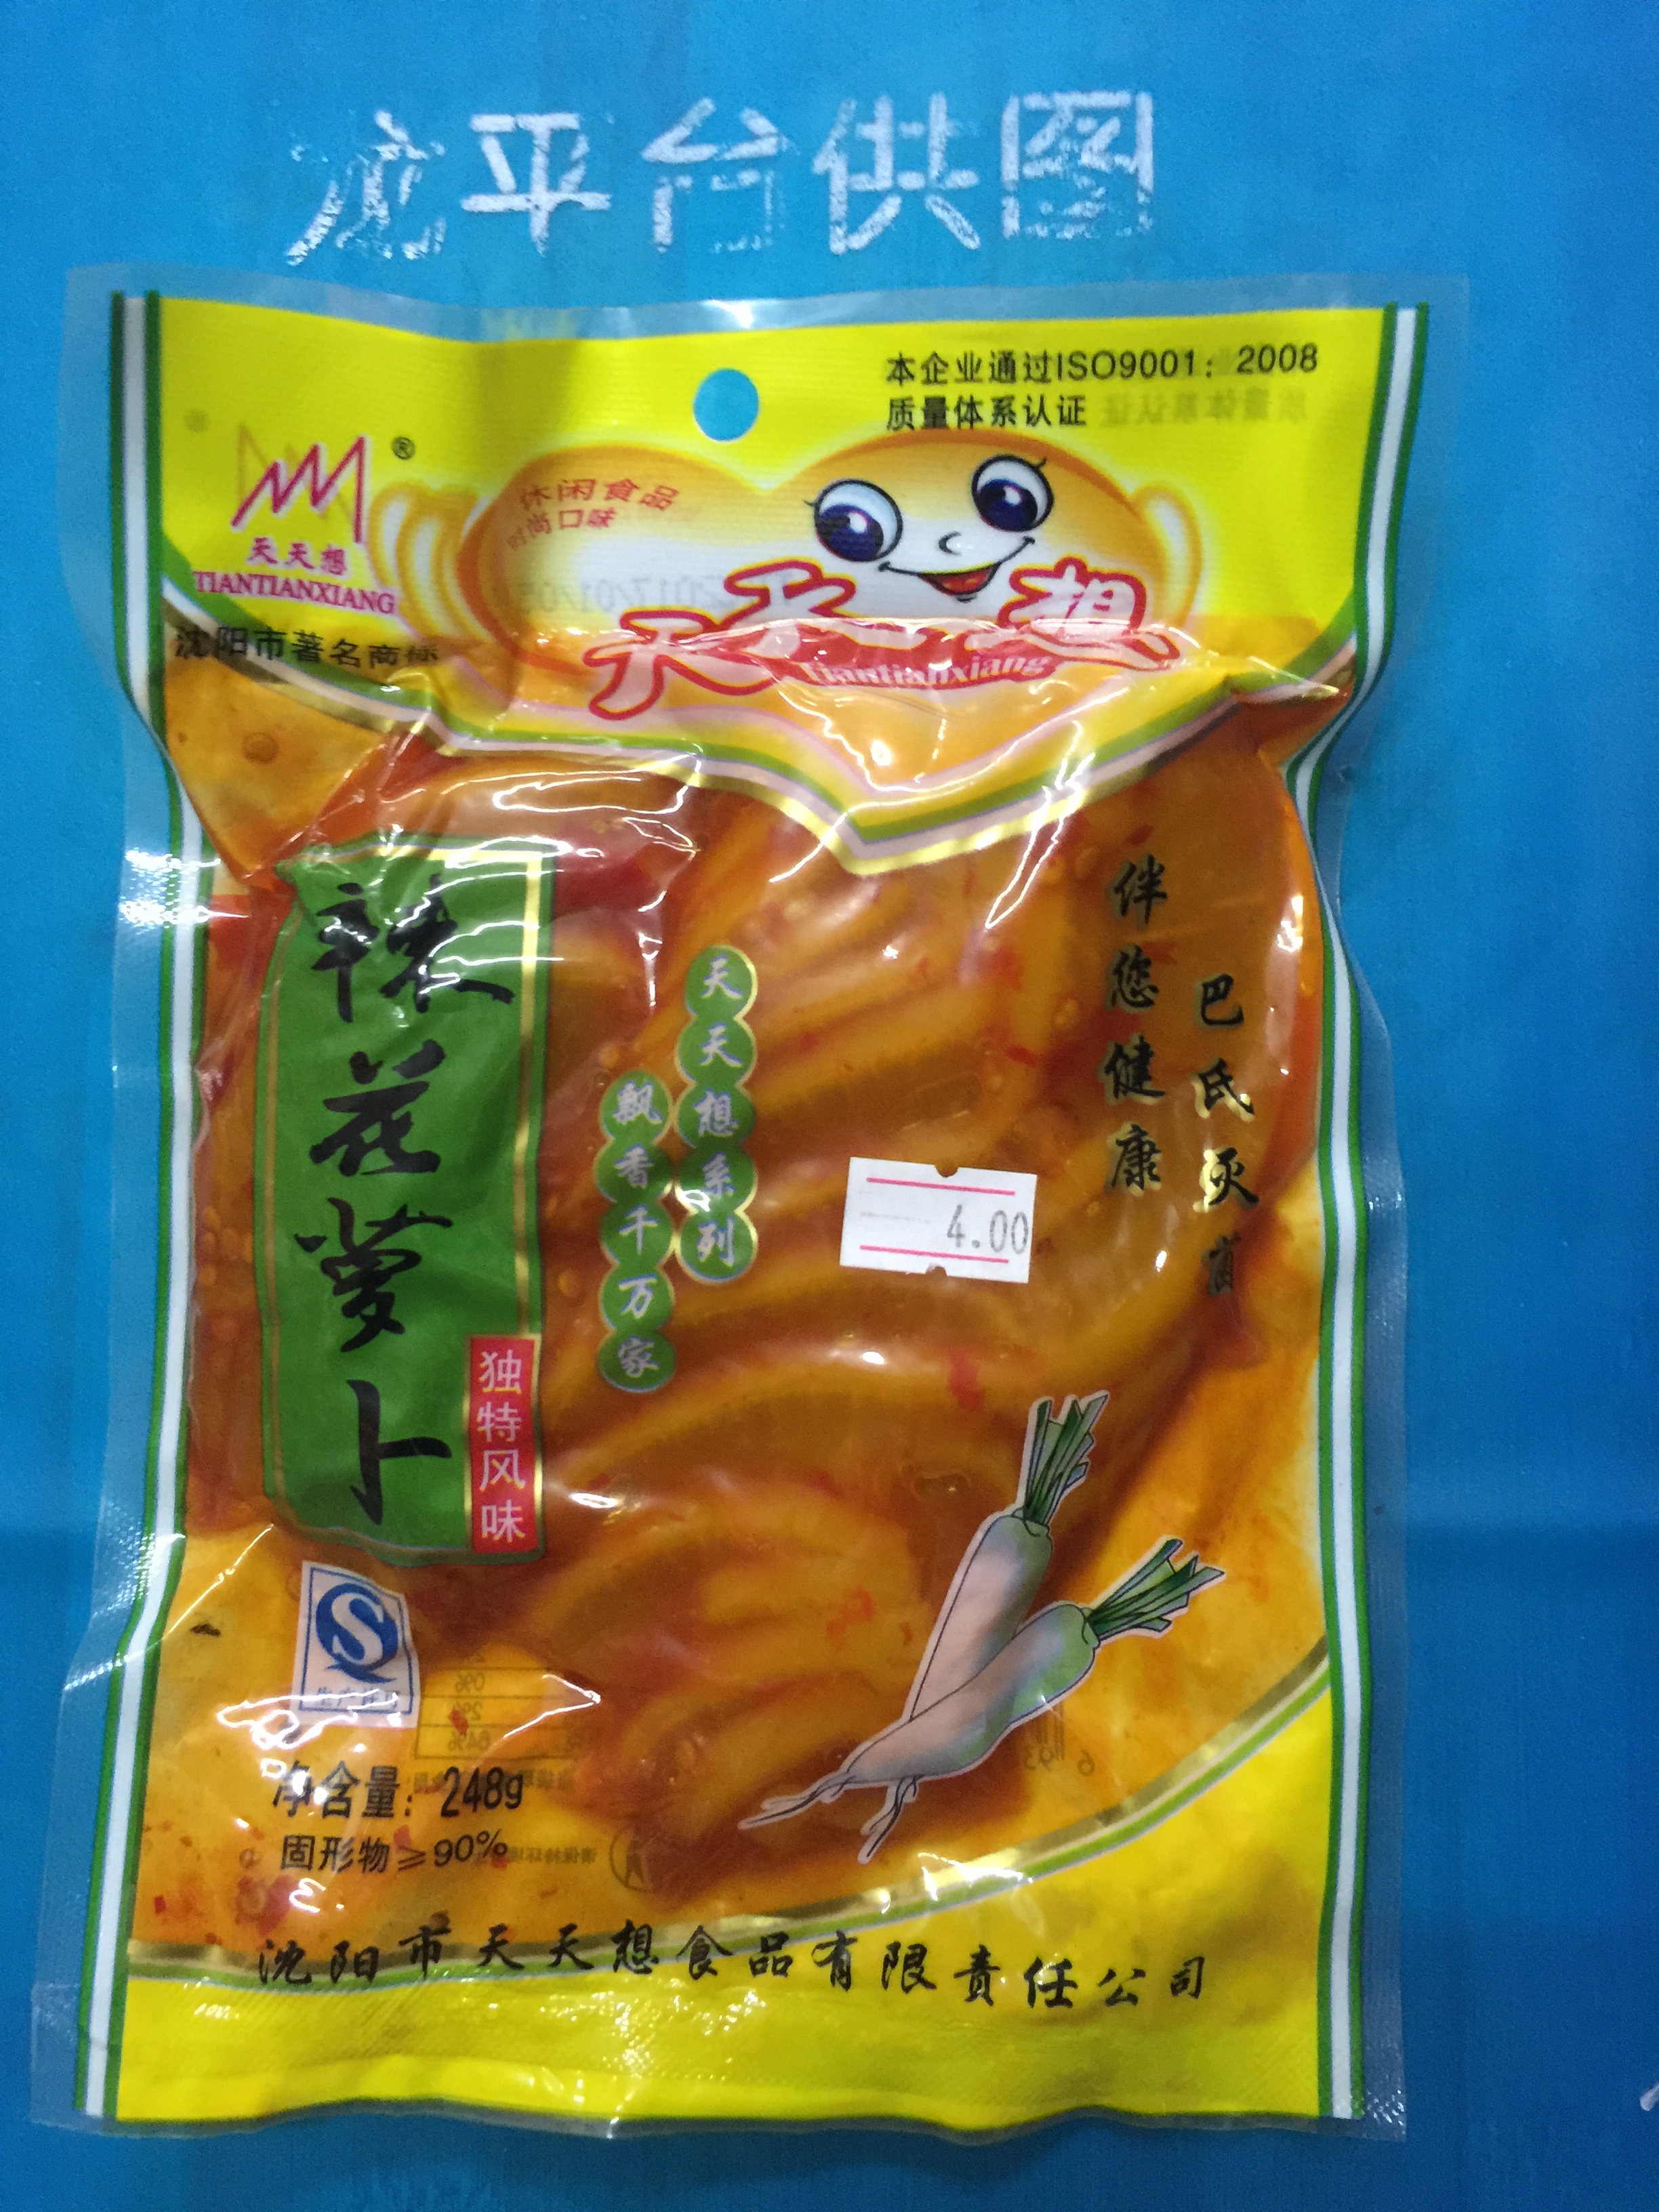 平台供图
本企业通过ISO9001：2008
质量体系认证
®
天天想
TIANTIANXIANG
沈阳市著名商标
休闲食品
时尚口味
天天想
Tiantianxiang
辣花萝卜
独特风味
天天想系列
飘香千万家
伴您健康
巴氏灭菌
4.00
净含量：248g
固形物≥90%
沈阳市天天想食品有限责任公司